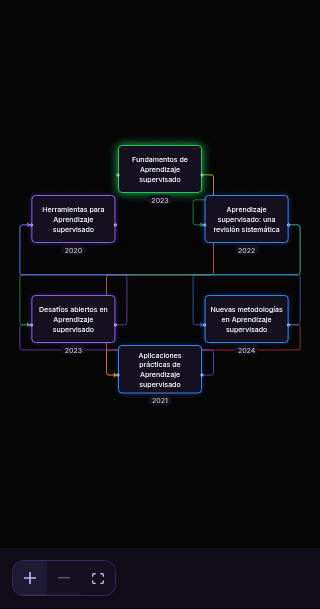 Fundamentos de
Aprendizaje
supervisado
2023
Herramientas para
Aprendizaje
supervisado
2020
Aprendizaje
supervisado: una
revisión sistemática
2022
Desafíos abiertos en
Aprendizaje
supervisado
2023
Nuevas metodologías
en Aprendizaje
supervisado
2024
Aplicaciones
prácticas de
Aprendizaje
supervisado
2021